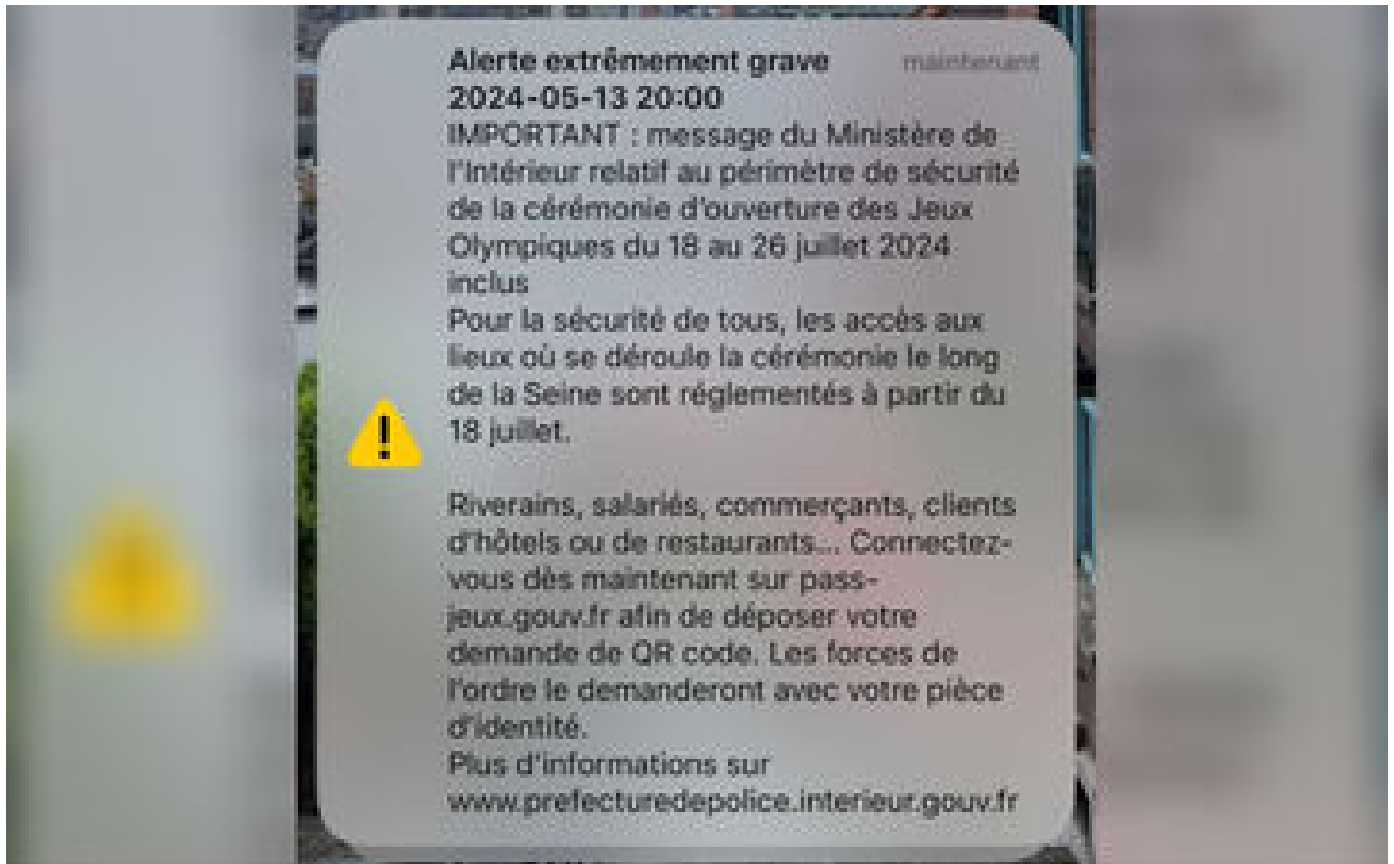 Alerte extrêmement grave maintenant
2024-05-13 20:00
IMPORTANT : message du Ministère de
l'Intérieur relatif au périmètre de sécurité
de la cérémonie d'ouverture des Jeux
Olympiques du 18 au 26 juillet 2024
inclus
Pour la sécurité de tous, les accès aux
lieux où se déroule la cérémonie le long
de la Seine sont réglementés à partir du
18 juillet.
Riverains, salariés, commerçants, clients
d'hôtels ou de restaurants... Connectez-
vous dès maintenant sur pass-
jeux.gouv.fr afin de déposer votre
demande de QR code. Les forces de
l'ordre le demanderont avec votre pièce
d'identité.
Plus d'informations sur
www.prefecturedepolice.interieur.gouv.fr